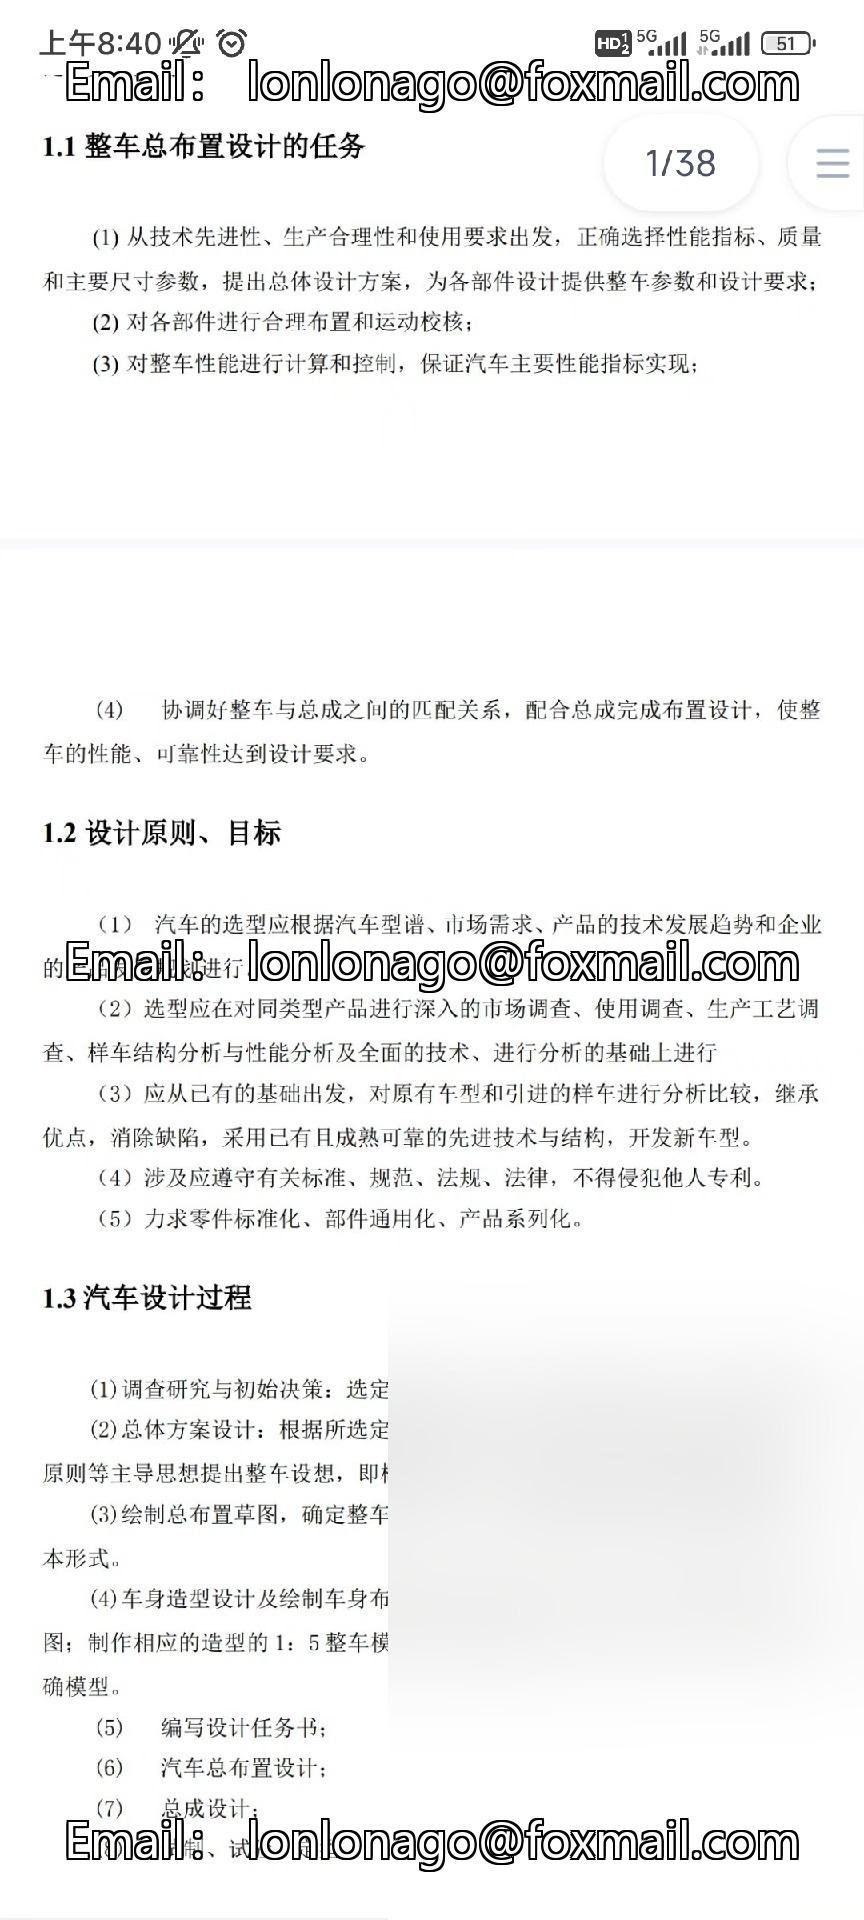 上午8:40 HD 1 2 5G 5G 51
Email： lonlonago@foxmail.com
1.1 整车总布置设计的任务
1/38
(1) 从技术先进性、生产合理性和使用要求出发，正确选择性能指标、质量
和主要尺寸参数，提出总体设计方案，为各部件设计提供整车参数和设计要求；
(2) 对各部件进行合理布置和运动校核；
(3) 对整车性能进行计算和控制，保证汽车主要性能指标实现；
(4) 协调好整车与总成之间的匹配关系，配合总成完成布置设计，使整
车的性能、可靠性达到设计要求。
1.2 设计原则、目标
（1） 汽车的选型应根据汽车型谱、市场需求、产品的技术发展趋势和企业
的 规划进行
Email： lonlonago@foxmail.com
（2）选型应在对同类型产品进行深入的市场调查、使用调查、生产工艺调
查、样车结构分析与性能分析及全面的技术、进行分析的基础上进行
（3）应从已有的基础出发，对原有车型和引进的样车进行分析比较，继承
优点，消除缺陷，采用已有且成熟可靠的先进技术与结构，开发新车型。
（4）涉及应遵守有关标准、规范、法规、法律，不得侵犯他人专利。
（5）力求零件标准化、部件通用化、产品系列化。
1.3 汽车设计过程
(1)调查研究与初始决策：选定
(2)总体方案设计：根据所选定
原则等主导思想提出整车设想，即
(3)绘制总布置草图，确定整车
本形式。
(4)车身造型设计及绘制车身布
图；制作相应的造型的 1：5 整车模
确模型。
(5) 编写设计任务书；
(6) 汽车总布置设计；
(7) 总成设计；
制、试
Email： lonlonago@foxmail.com